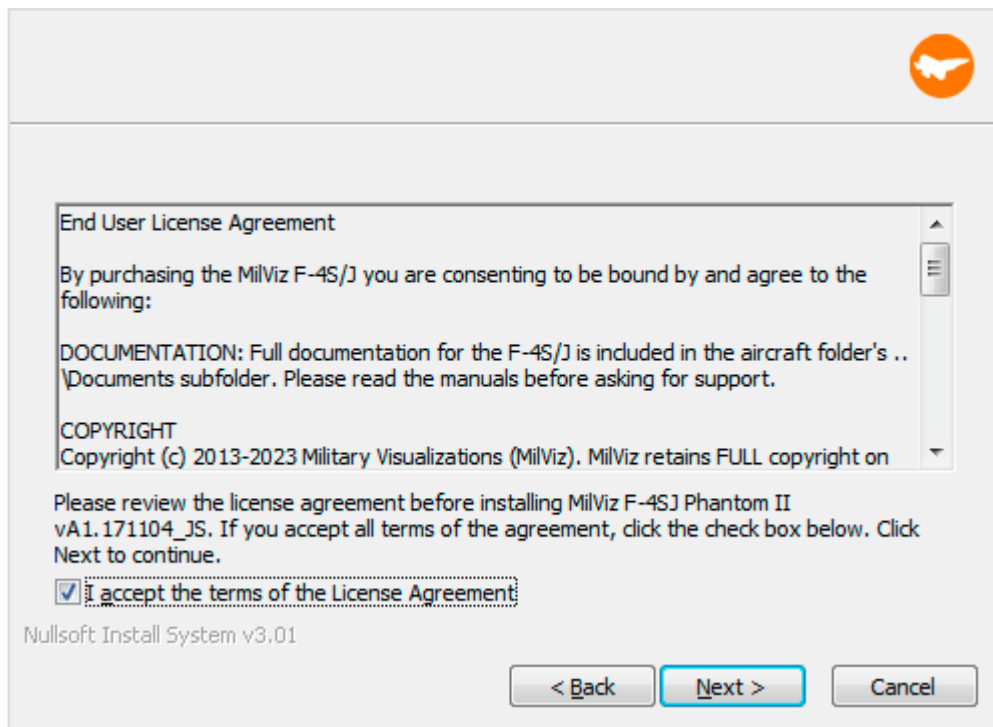 End User License Agreement
By purchasing the MilViz F-4S/J you are consenting to be bound by and agree to the
following:
DOCUMENTATION: Full documentation for the F-4S/J is included in the aircraft folder's ..
\Documents subfolder. Please read the manuals before asking for support.
COPYRIGHT
Copyright (c) 2013-2023 Military Visualizations (MilViz). MilViz retains FULL copyright on
Please review the license agreement before installing MilViz F-4SJ Phantom II
vA1.171104_JS. If you accept all terms of the agreement, click the check box below. Click
Next to continue.
I accept the terms of the License Agreement
Nullsoft Install System v3.01
< Back
Next >
Cancel